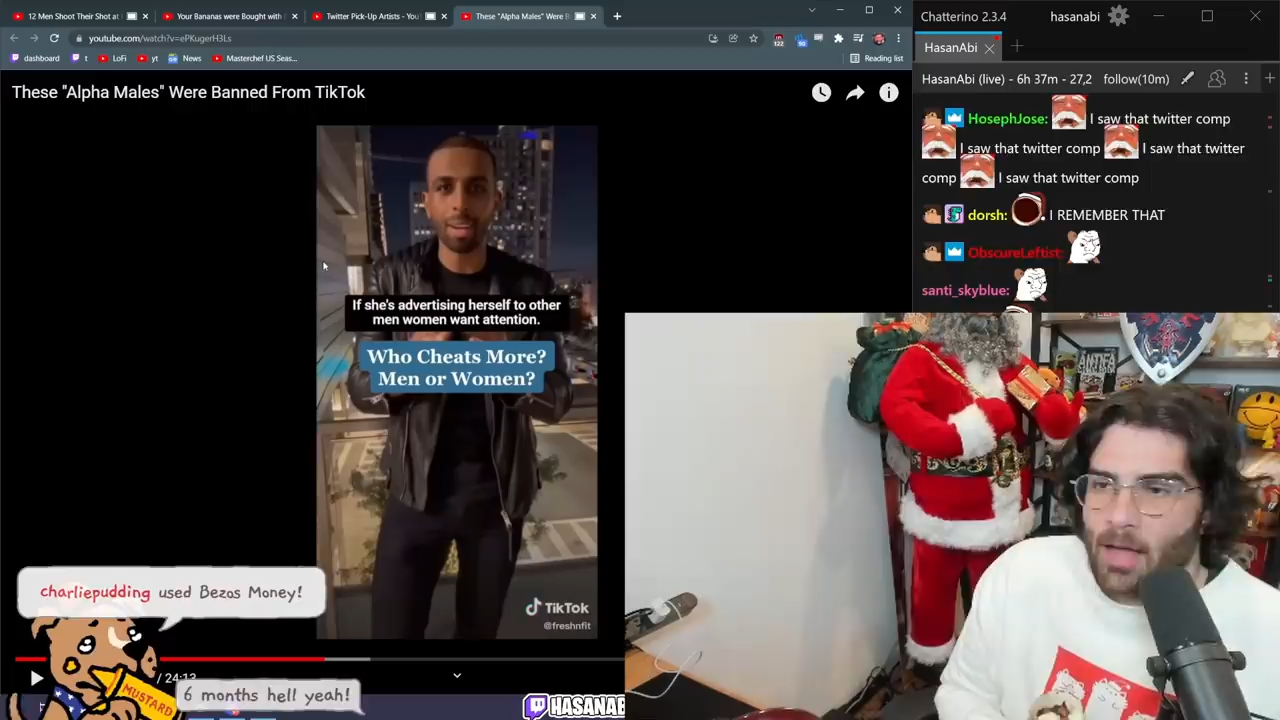 12 Men Shoot Their Shot at
Your Bananas were Bought with
Twitter Pick-Up Artists - You
These "Alpha Males" Were B
youtube.com/watch?v=ePKugerH3Ls
dashboard
t
LoFi
yt
News
Masterchef US Seas...
Reading list
These "Alpha Males" Were Banned From TikTok
If she's advertising herself to other
men women want attention.
Who Cheats More?
Men or Women?
TikTok
@freshnfit
charliepudding used Bezos Money!
MUSTARD
6 months hell yeah!
/ 24:13
HASANAB
Chatterino 2.3.4
hasanabi
HasanAbi
HasanAbi (live) - 6h 37m - 27,2
follow(10m)
HosephJose: I saw that twitter comp
I saw that twitter comp I saw that twitter
comp I saw that twitter comp
dorsh: I REMEMBER THAT
ObscureLeftist:
santi_skyblue:
ANTIFA